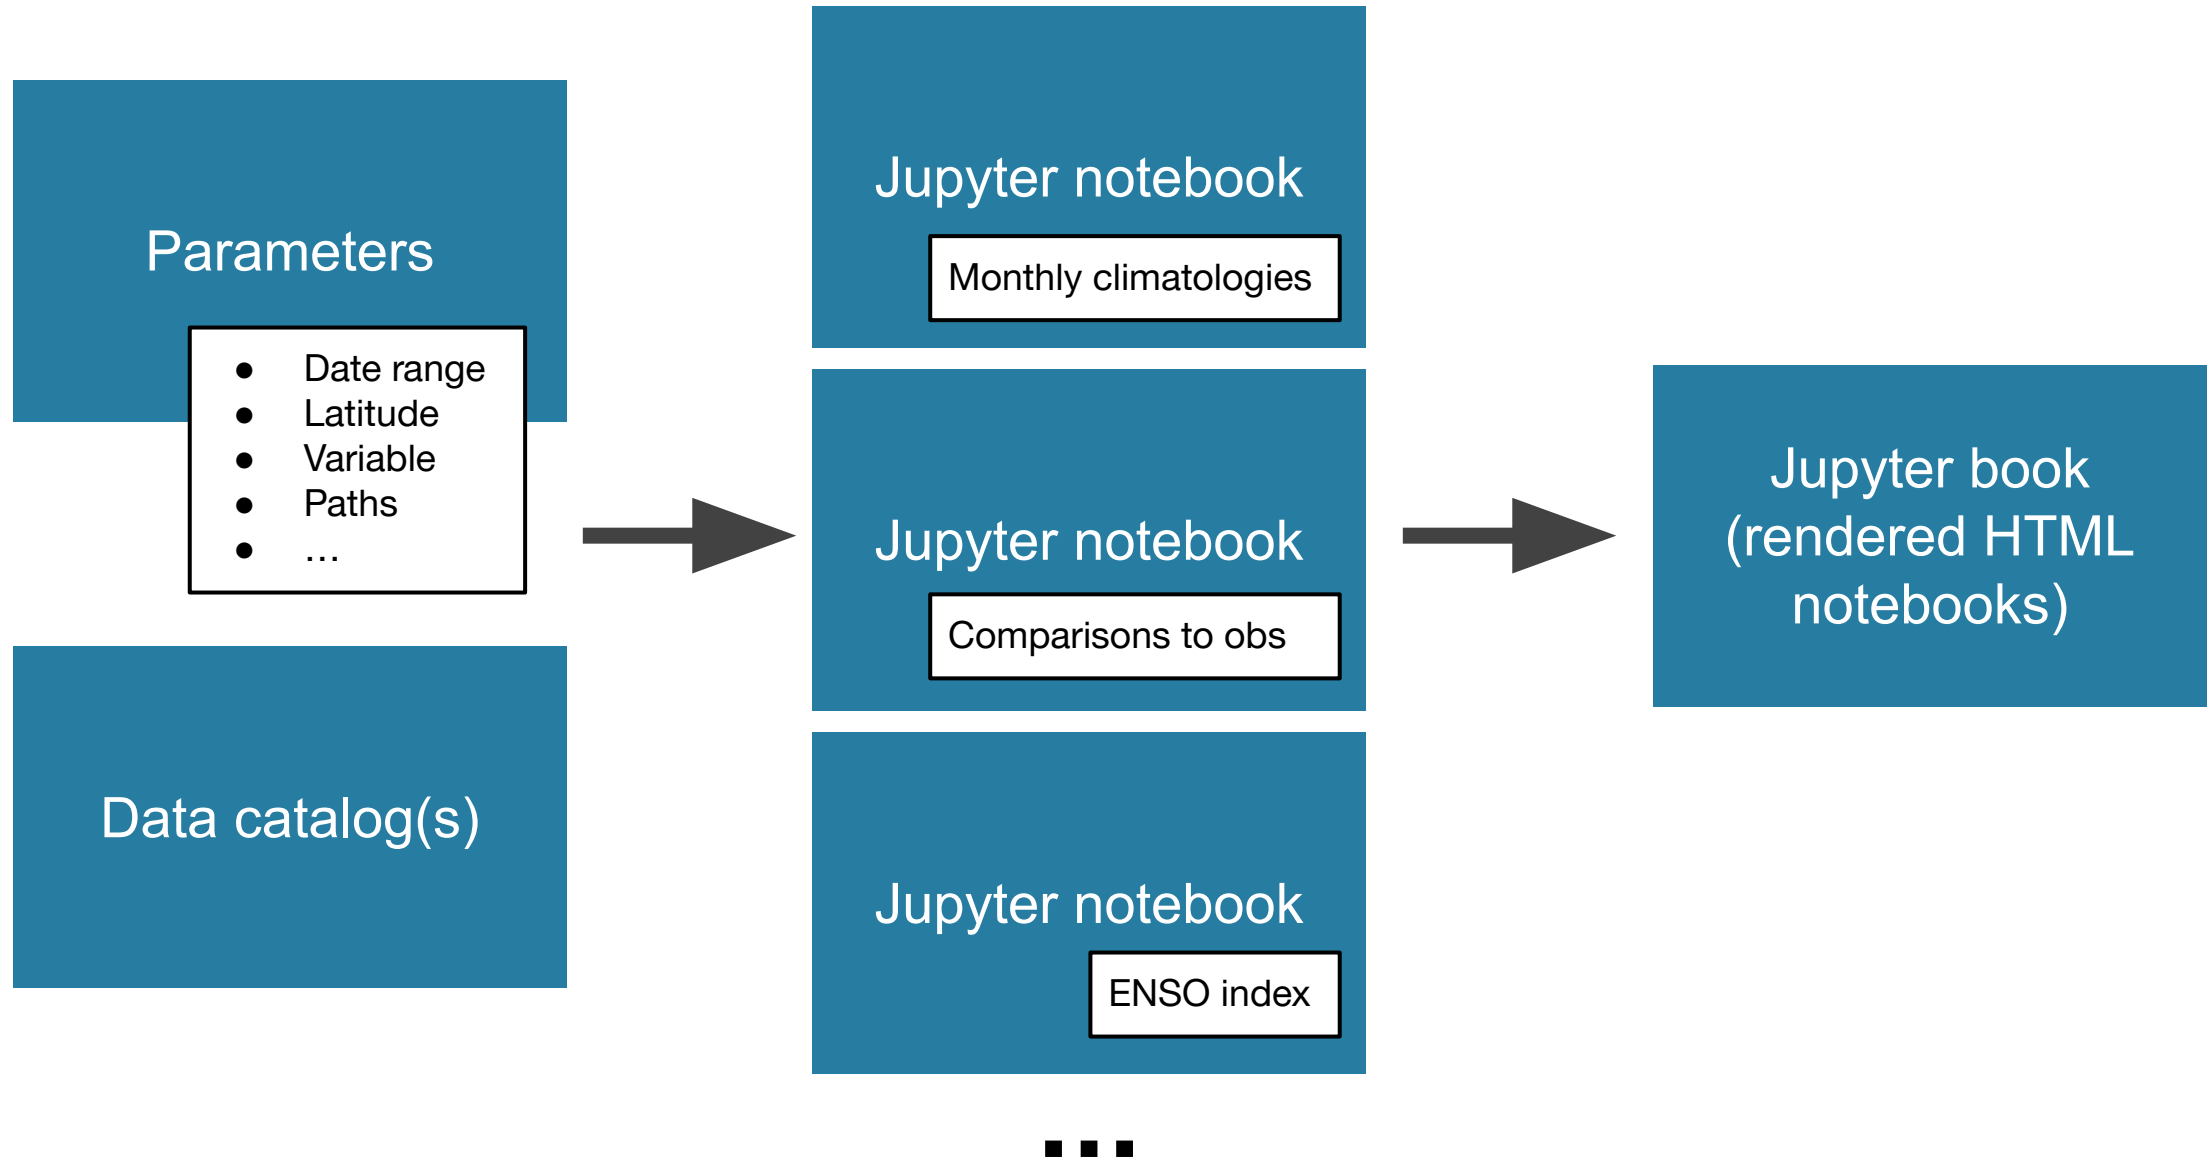 Parameters
● Date range
● Latitude
● Variable
● Paths
● …
Data catalog(s)
Jupyter notebook
Monthly climatologies
Jupyter notebook
Comparisons to obs
Jupyter notebook
ENSO index
...
Jupyter book
(rendered HTML
notebooks)